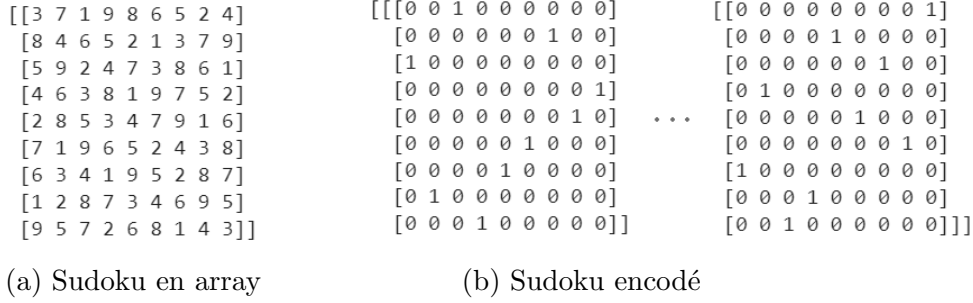 [[3 7 1 9 8 6 5 2 4]
[8 4 6 5 2 1 3 7 9]
[5 9 2 4 7 3 8 6 1]
[4 6 3 8 1 9 7 5 2]
[2 8 5 3 4 7 9 1 6]
[7 1 9 6 5 2 4 3 8]
[6 3 4 1 9 5 2 8 7]
[1 2 8 7 3 4 6 9 5]
[9 5 7 2 6 8 1 4 3]]
(a) Sudoku en array
[[[0 0 1 0 0 0 0 0 0]
[0 0 0 0 0 0 1 0 0]
[1 0 0 0 0 0 0 0 0]
[0 0 0 0 0 0 0 0 1]
[0 0 0 0 0 0 0 1 0]
[0 0 0 0 0 1 0 0 0]
[0 0 0 0 1 0 0 0 0]
[0 1 0 0 0 0 0 0 0]
[0 0 0 1 0 0 0 0 0]]
...
[[0 0 0 0 0 0 0 0 1]
[0 0 0 0 1 0 0 0 0]
[0 0 0 0 0 0 1 0 0]
[0 1 0 0 0 0 0 0 0]
[0 0 0 0 0 1 0 0 0]
[0 0 0 0 0 0 0 1 0]
[1 0 0 0 0 0 0 0 0]
[0 0 0 1 0 0 0 0 0]
[0 0 1 0 0 0 0 0 0]]]
(b) Sudoku encodé